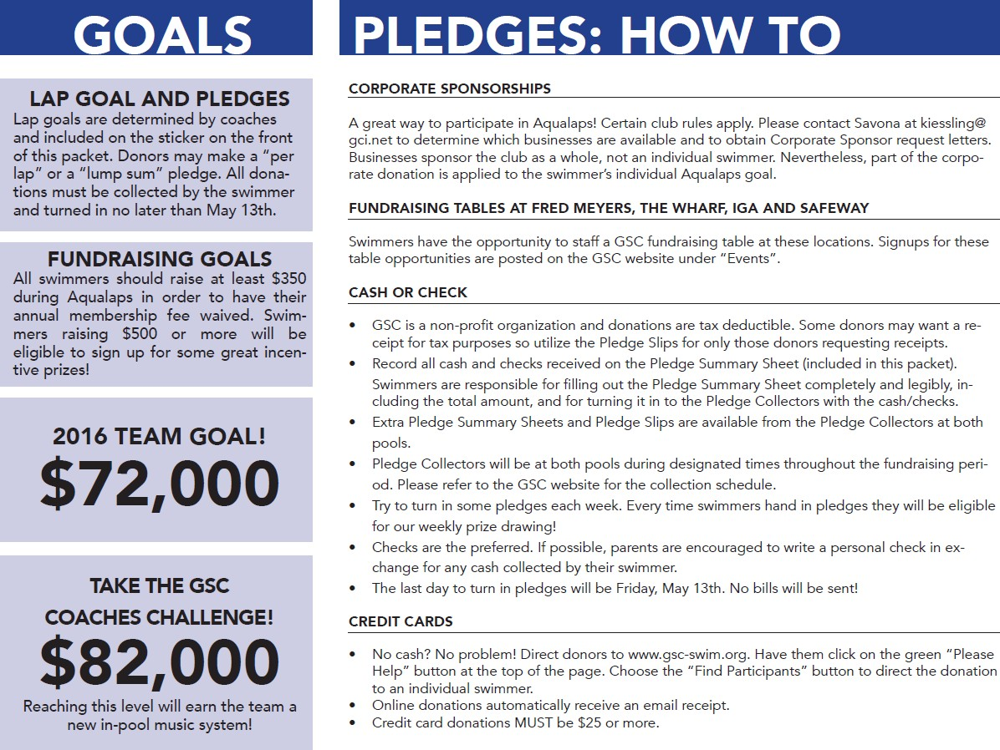 GOALS
LAP GOAL AND PLEDGES
Lap goals are determined by coaches
and included on the sticker on the front
of this packet. Donors may make a “per
lap” or a “lump sum” pledge. All dona-
tions must be collected by the swimmer
and turned in no later than May 13th.
FUNDRAISING GOALS
All swimmers should raise at least $350
during Aqualaps in order to have their
annual membership fee waived. Swim-
mers raising $500 or more will be
eligible to sign up for some great incen-
tive prizes!
2016 TEAM GOAL!
$72,000
TAKE THE GSC
COACHES CHALLENGE!
$82,000
Reaching this level will earn the team a
new in-pool music system!
PLEDGES: HOW TO
CORPORATE SPONSORSHIPS
A great way to participate in Aqualaps! Certain club rules apply. Please contact Savona at kiessling@
gci.net to determine which businesses are available and to obtain Corporate Sponsor request letters.
Businesses sponsor the club as a whole, not an individual swimmer. Nevertheless, part of the corpo-
rate donation is applied to the swimmer’s individual Aqualaps goal.
FUNDRAISING TABLES AT FRED MEYERS, THE WHARF, IGA AND SAFEWAY
Swimmers have the opportunity to staff a GSC fundraising table at these locations. Signups for these
table opportunities are posted on the GSC website under “Events”.
CASH OR CHECK
• GSC is a non-profit organization and donations are tax deductible. Some donors may want a re-
ceipt for tax purposes so utilize the Pledge Slips for only those donors requesting receipts.
• Record all cash and checks received on the Pledge Summary Sheet (included in this packet).
Swimmers are responsible for filling out the Pledge Summary Sheet completely and legibly, in-
cluding the total amount, and for turning it in to the Pledge Collectors with the cash/checks.
• Extra Pledge Summary Sheets and Pledge Slips are available from the Pledge Collectors at both
pools.
• Pledge Collectors will be at both pools during designated times throughout the fundraising peri-
od. Please refer to the GSC website for the collection schedule.
• Try to turn in some pledges each week. Every time swimmers hand in pledges they will be eligible
for our weekly prize drawing!
• Checks are the preferred. If possible, parents are encouraged to write a personal check in ex-
change for any cash collected by their swimmer.
• The last day to turn in pledges will be Friday, May 13th. No bills will be sent!
CREDIT CARDS
• No cash? No problem! Direct donors to www.gsc-swim.org. Have them click on the green “Please
Help” button at the top of the page. Choose the “Find Participants” button to direct the donation
to an individual swimmer.
• Online donations automatically receive an email receipt.
• Credit card donations MUST be $25 or more.